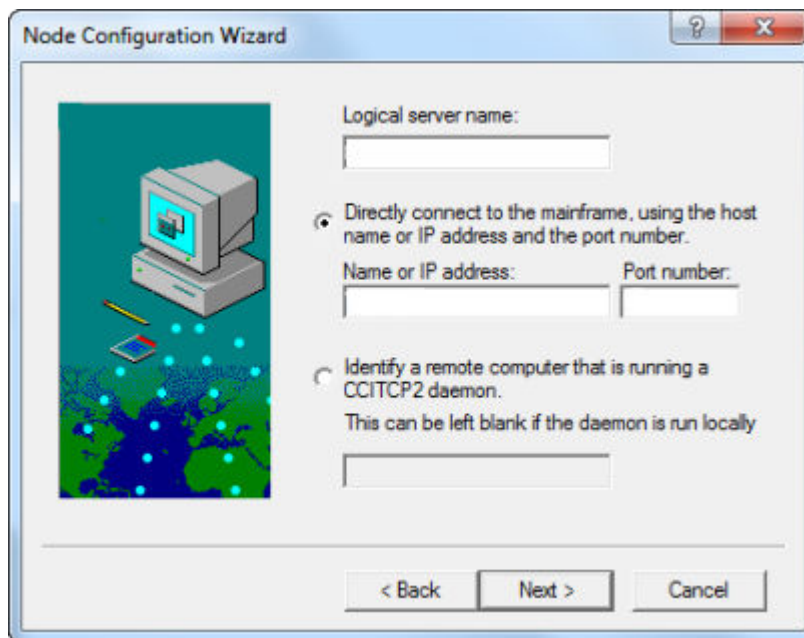 Node Configuration Wizard
Logical server name:
Directly connect to the mainframe, using the host
name or IP address and the port number.
Name or IP address: Port number:
Identify a remote computer that is running a
CCITCP2 daemon.
This can be left blank if the daemon is run locally
< Back Next > Cancel